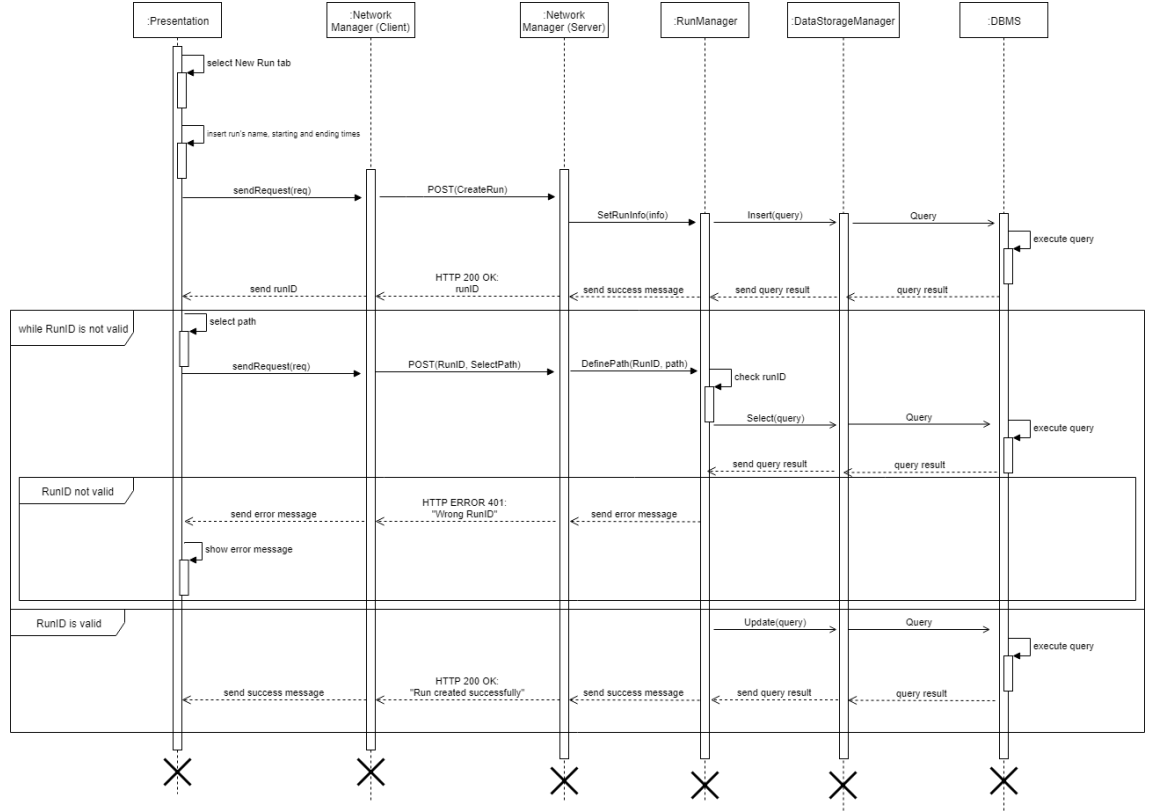 :Presentation
:Network
Manager (Client)
:Network
Manager (Server)
:RunManager
:DataStorageManager
:DBMS
select New Run tab
insert run's name, starting and ending times
sendRequest(req)
POST(CreateRun)
SetRunInfo(info)
Insert(query)
Query
execute query
send runID
HTTP 200 OK:
runID
send success message
send query result
query result
while RunID is not valid
select path
sendRequest(req)
POST(RunID, SelectPath)
DefinePath(RunID, path)
check runID
Select(query)
Query
execute query
send query result
query result
RunID not valid
send error message
HTTP ERROR 401:
"Wrong RunID"
send error message
show error message
RunID is valid
Update(query)
Query
execute query
send success message
HTTP 200 OK:
"Run created successfully"
send success message
send query result
query result